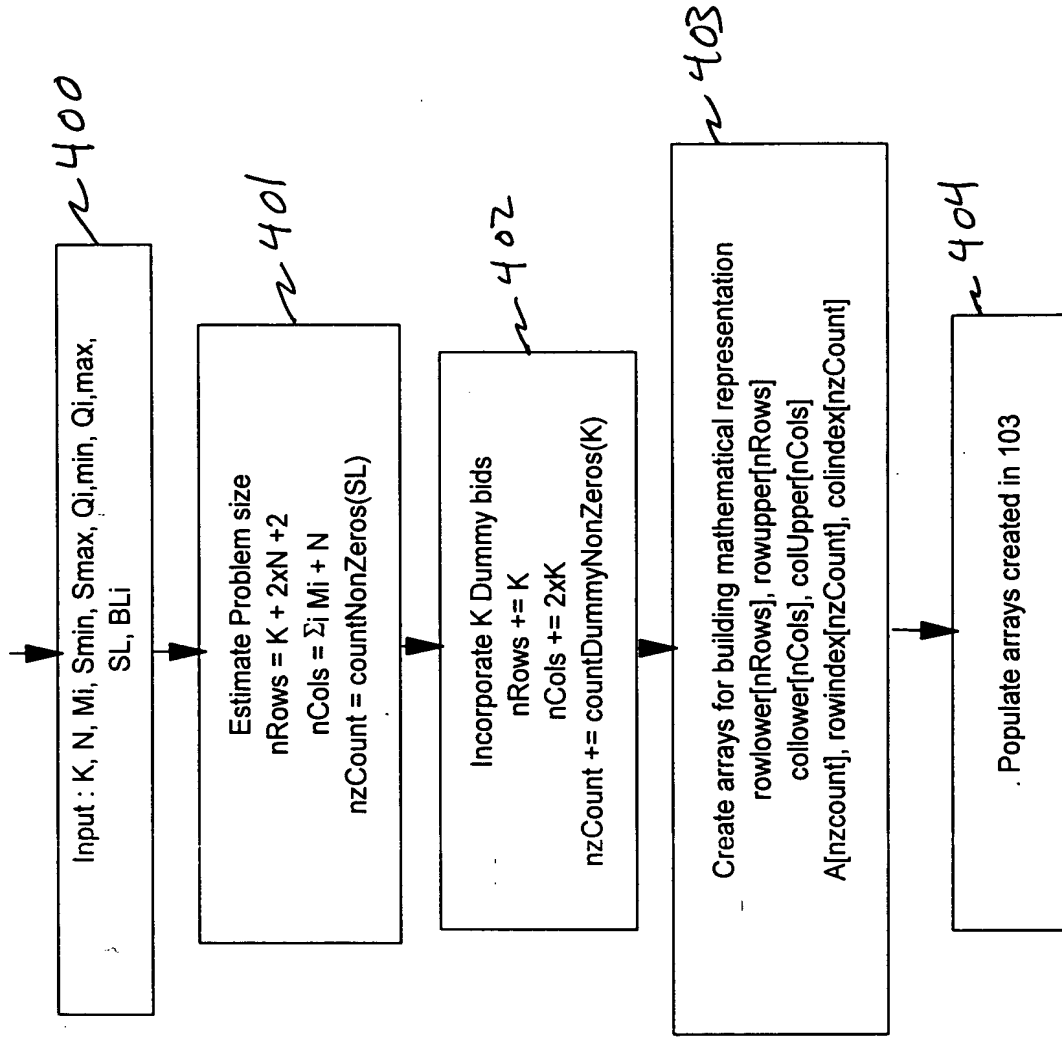 400
Input : K, N, Mi, Smin, Smax, Qi,min, Qi,max,
SL, BLi
401
Estimate Problem size
nRows = K + 2xN +2
nCols = Σi Mi + N
nzCount = countNonZeros(SL)
402
Incorporate K Dummy bids
nRows += K
nCols += 2xK
nzCount += countDummyNonZeros(K)
403
Create arrays for building mathematical representation
rowlower[nRows], rowupper[nRows]
collower[nCols], colUpper[nCols]
A[nzcount], rowindex[nzCount], colindex[nzCount]
404
. Populate arrays created in 103